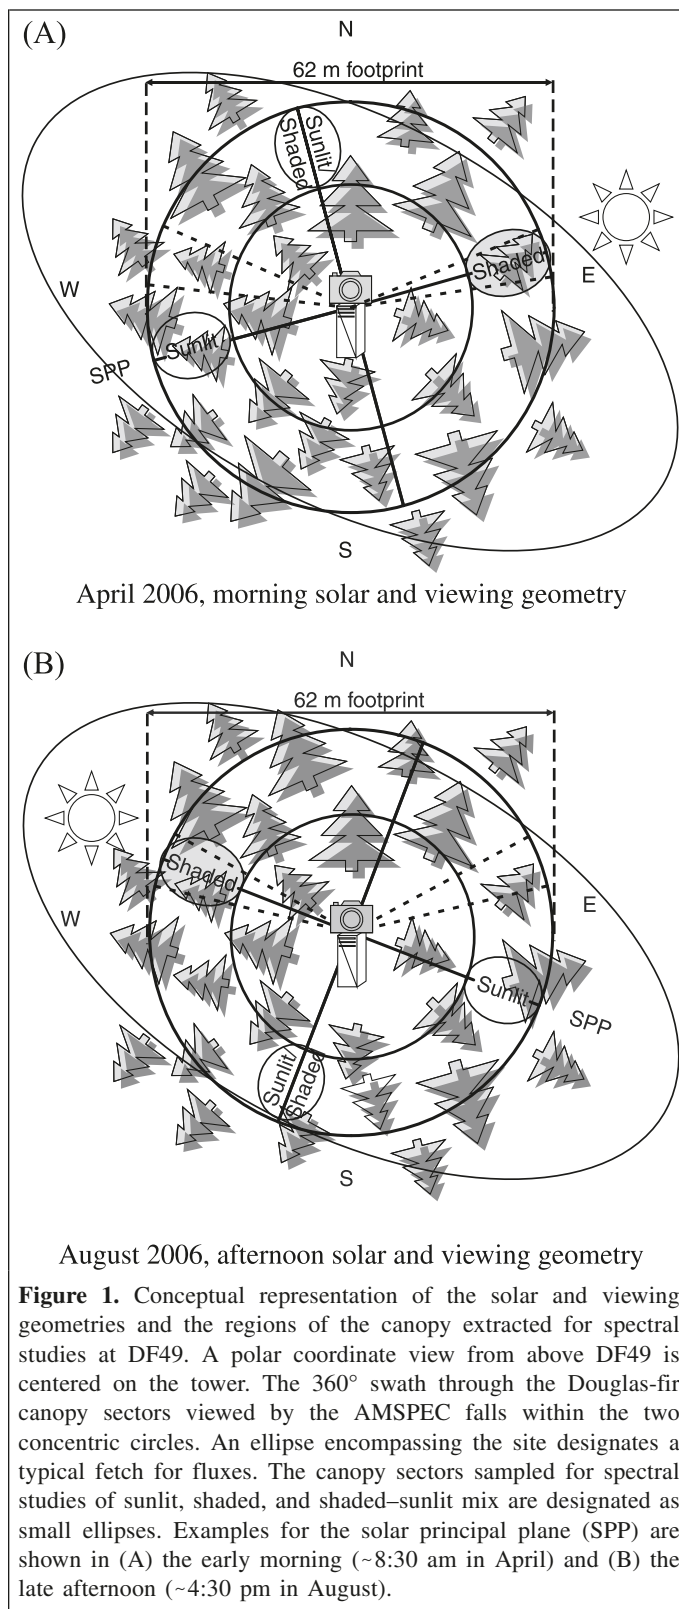 (A)
N
62 m footprint
Shaded
Sunlit
Shaded
W
E
Sunlit
SPP
S
April 2006, morning solar and viewing geometry
(B)
N
62 m footprint
Shaded
W
E
Sunlit
SPP
Sunlit
Shaded
S
August 2006, afternoon solar and viewing geometry
Figure 1. Conceptual representation of the solar and viewing
geometries and the regions of the canopy extracted for spectral
studies at DF49. A polar coordinate view from above DF49 is
centered on the tower. The 360° swath through the Douglas-fir
canopy sectors viewed by the AMSPEC falls within the two
concentric circles. An ellipse encompassing the site designates a
typical fetch for fluxes. The canopy sectors sampled for spectral
studies of sunlit, shaded, and shaded–sunlit mix are designated as
small ellipses. Examples for the solar principal plane (SPP) are
shown in (A) the early morning (~8:30 am in April) and (B) the
late afternoon (~4:30 pm in August).